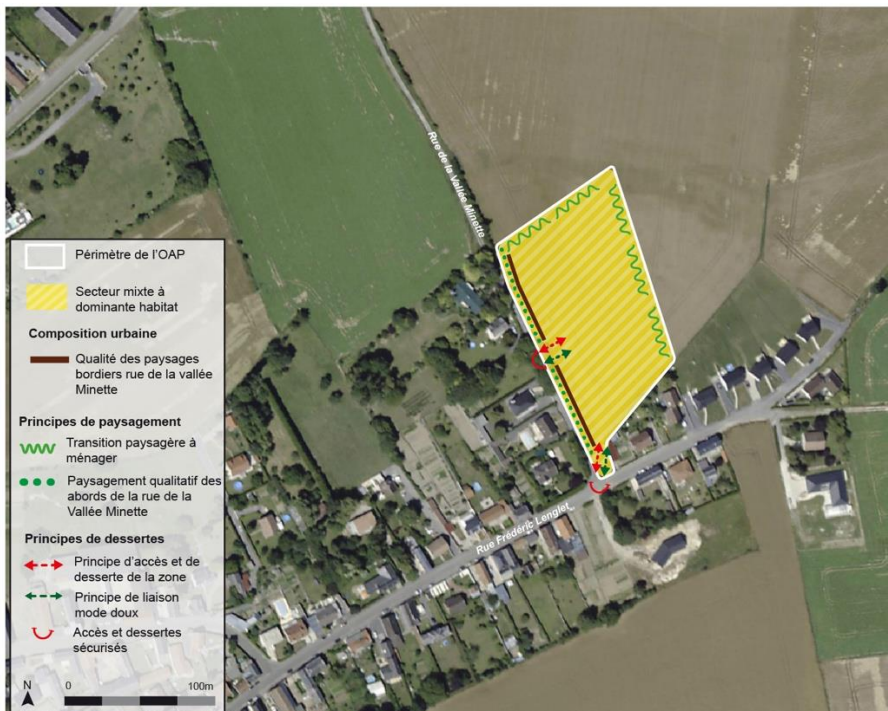 Rue de la Vallée Minette
Périmètre de l'OAP
Secteur mixte à
dominante habitat
Composition urbaine
Qualité des paysages
bordiers rue de la vallée
Minette
Principes de paysagement
Transition paysagère à
ménager
Paysagement qualitatif des
abords de la rue de la
Vallée Minette
Principes de dessertes
Principe d'accès et de
desserte de la zone
Principe de liaison
mode doux
Accès et dessertes
sécurisés
N
0 100m
Rue Frédéric Lenglet